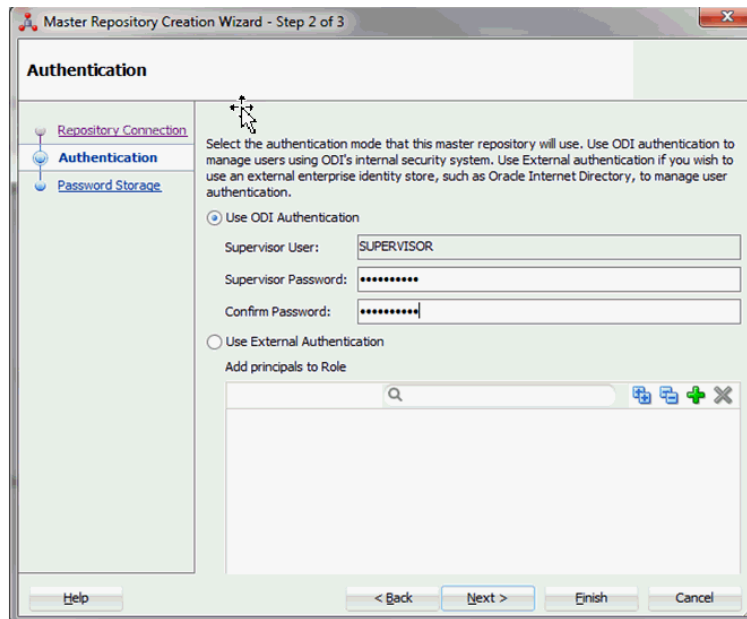 Master Repository Creation Wizard - Step 2 of 3
Authentication
Repository Connection
Authentication
Password Storage
Select the authentication mode that this master repository will use. Use ODI authentication to
manage users using ODI's internal security system. Use External authentication if you wish to
use an external enterprise identity store, such as Oracle Internet Directory, to manage user
authentication.
Use ODI Authentication
Supervisor User: SUPERVISOR
Supervisor Password: ••••••••••
Confirm Password: ••••••••••
Use External Authentication
Add principals to Role
Help < Back Next > Finish Cancel